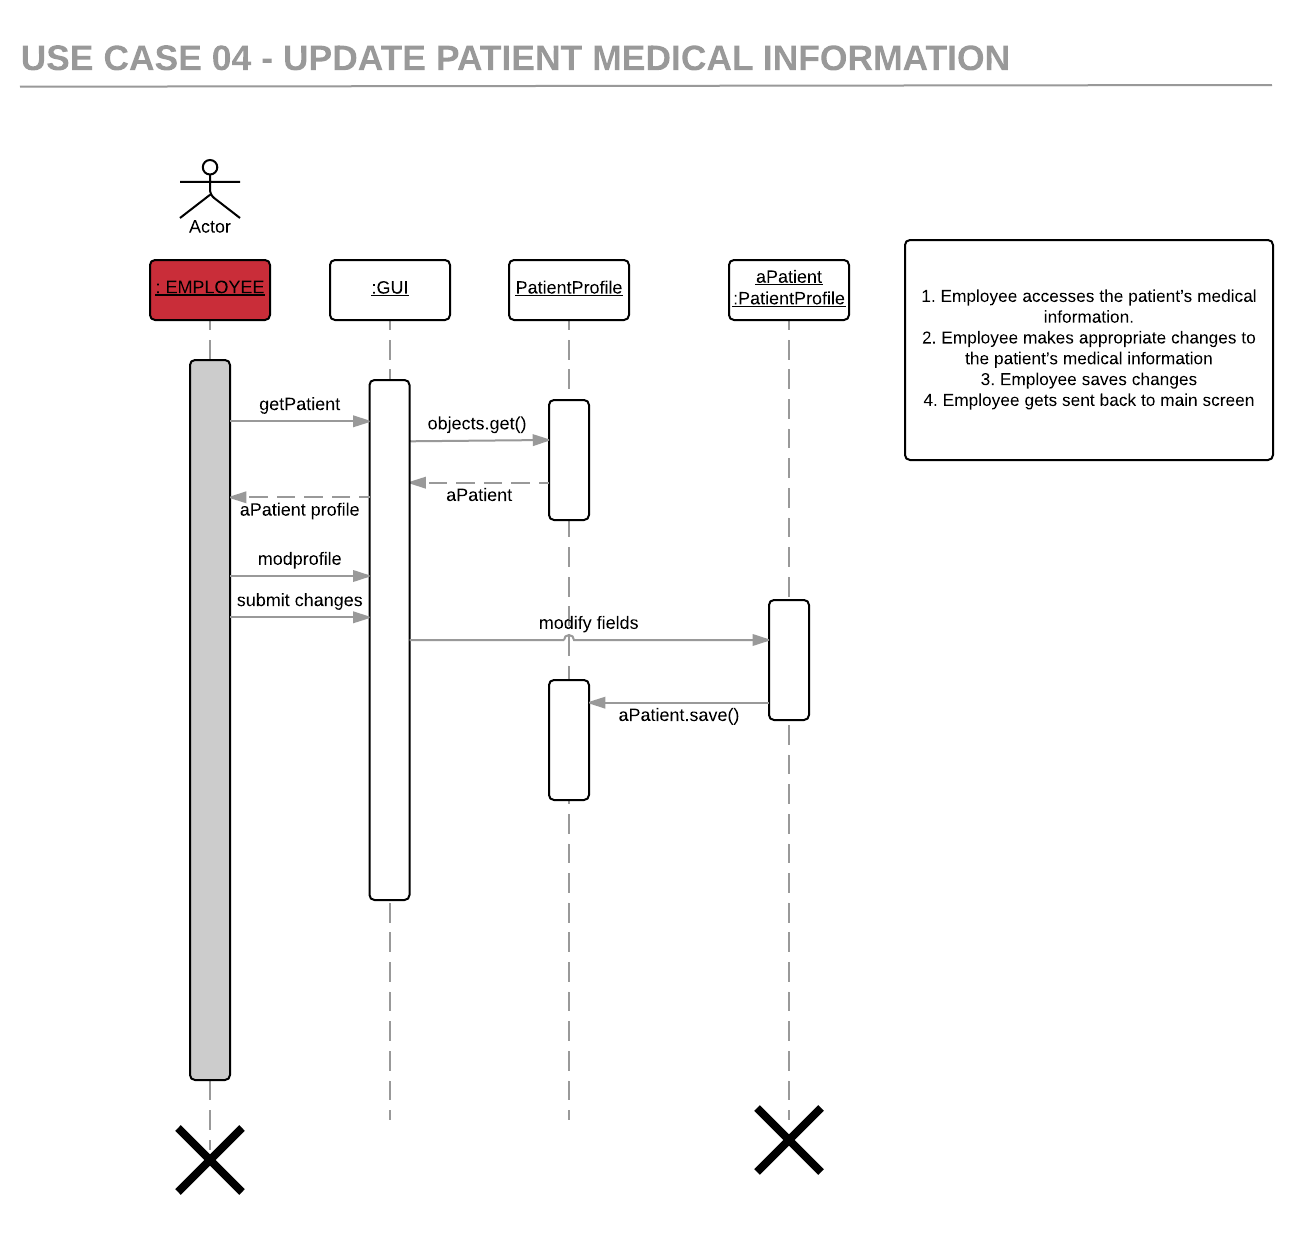 USE CASE 04 - UPDATE PATIENT MEDICAL INFORMATION
Actor
: EMPLOYEE
:GUI
PatientProfile
aPatient
:PatientProfile
1. Employee accesses the patient's medical
information.
2. Employee makes appropriate changes to
the patient's medical information
3. Employee saves changes
4. Employee gets sent back to main screen
getPatient
objects.get()
aPatient
aPatient profile
modprofile
submit changes
modify fields
aPatient.save()